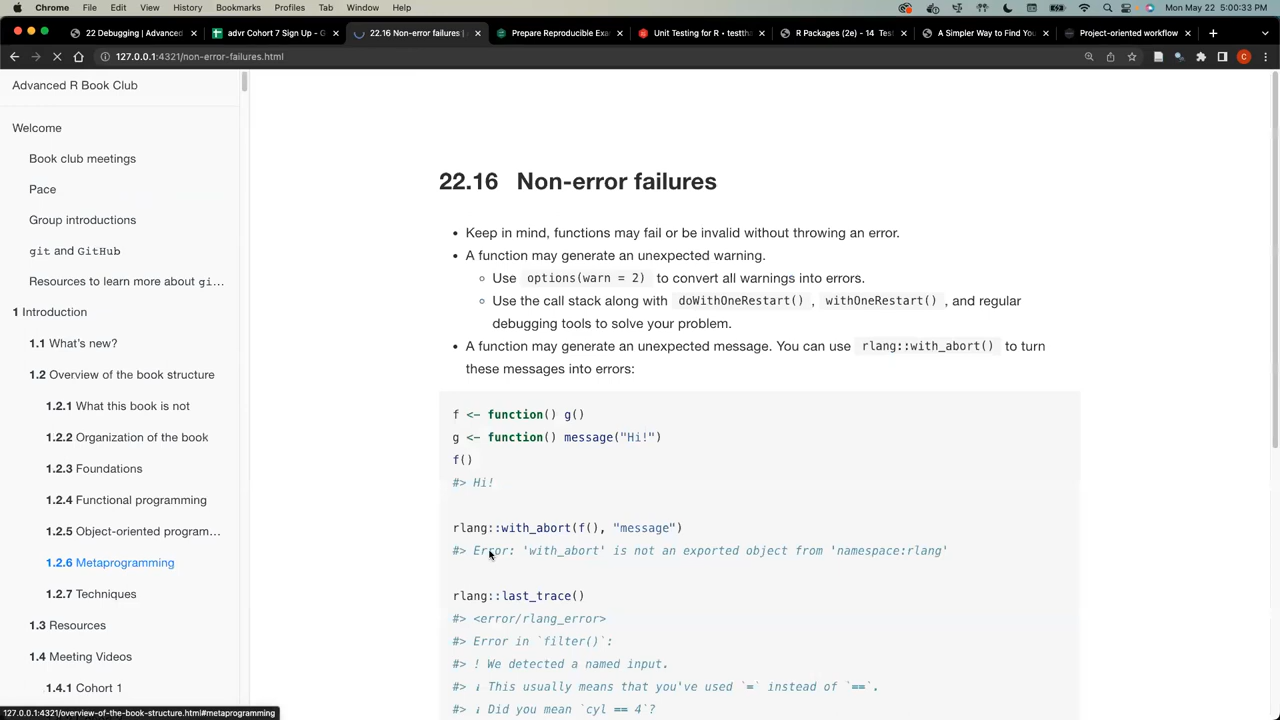 Chrome File Edit View History Bookmarks Profiles Tab Window Help Mon May 22 5:00:33 PM
22 Debugging | Advanced advr Cohort 7 Sign Up - G 22.16 Non-error failures | Prepare Reproducible Exa Unit Testing for R • testth R Packages (2e) - 14 Tes A Simpler Way to Find You Project-oriented workflow
127.0.0.1:4321/non-error-failures.html
Advanced R Book Club
Welcome
Book club meetings
Pace
Group introductions
git and GitHub
Resources to learn more about gi…
1 Introduction
1.1 What's new?
1.2 Overview of the book structure
1.2.1 What this book is not
1.2.2 Organization of the book
1.2.3 Foundations
1.2.4 Functional programming
1.2.5 Object-oriented program…
1.2.6 Metaprogramming
1.2.7 Techniques
1.3 Resources
1.4 Meeting Videos
1.4.1 Cohort 1
127.0.0.1:4321/overview-of-the-book-structure.html#metaprogramming
22.16 Non-error failures
• Keep in mind, functions may fail or be invalid without throwing an error.
• A function may generate an unexpected warning.
◦ Use options(warn = 2) to convert all warnings into errors.
◦ Use the call stack along with doWithOneRestart() , withOneRestart() , and regular
debugging tools to solve your problem.
• A function may generate an unexpected message. You can use rlang::with_abort() to turn
these messages into errors:
f <- function() g()
g <- function() message("Hi!")
f()
#> Hi!
rlang::with_abort(f(), "message")
#> Error: 'with_abort' is not an exported object from 'namespace:rlang'
rlang::last_trace()
#> <error/rlang_error>
#> Error in `filter()`:
#> ! We detected a named input.
#> ℹ This usually means that you've used `=` instead of `==`.
#> ℹ Did you mean `cyl == 4`?